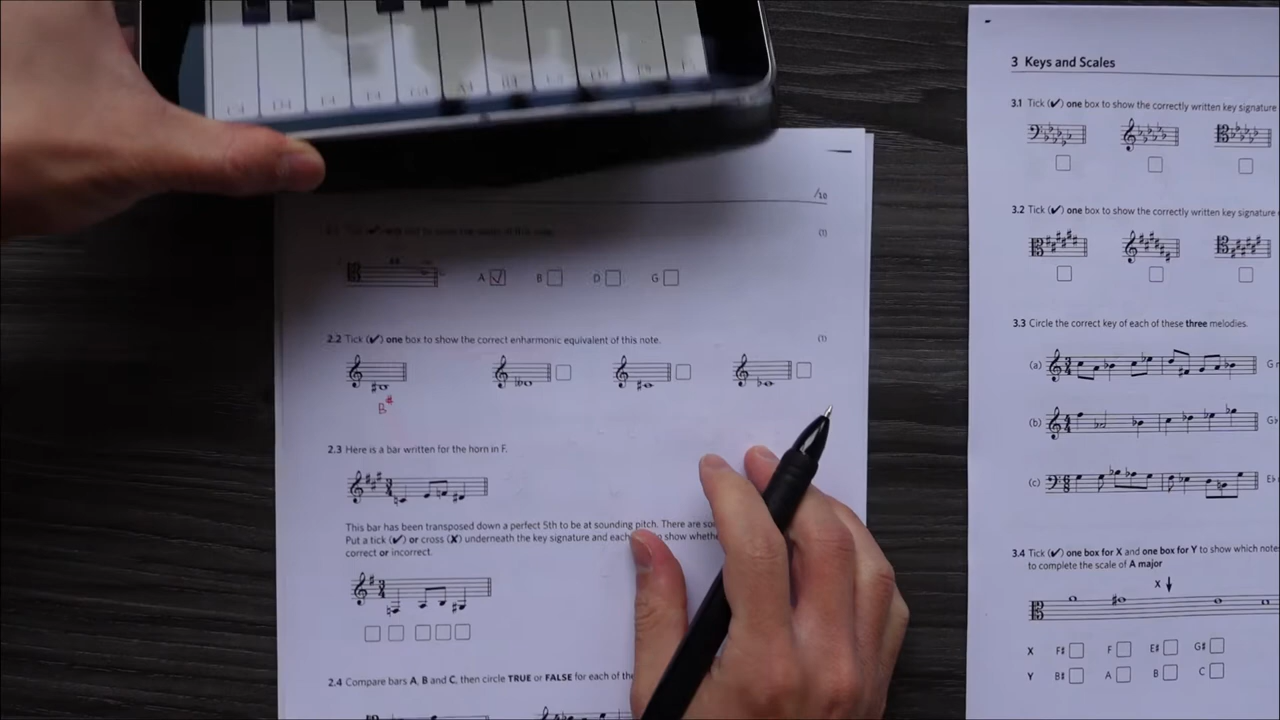 /20
(1)
A B D G
2.2 Tick (✔) one box to show the correct enharmonic equivalent of this note. (1)
B#
2.3 Here is a bar written for the horn in F.
This bar has been transposed down a perfect 5th to be at sounding pitch. There are
Put a tick (✔) or cross (✘) underneath the key signature and each to show
correct or incorrect.
2.4 Compare bars A, B and C, then circle TRUE or FALSE for each of the
3 Keys and Scales
3.1 Tick (✔) one box to show the correctly written key signature
3.2 Tick (✔) one box to show the correctly written key signature
3.3 Circle the correct key of each of these three melodies.
(a) G
(b) G♭
(c) E♭
3.4 Tick (✔) one box for X and one box for Y to show which
to complete the scale of A major
X
X F♯ F E♯ G♯
Y B♯ A B C